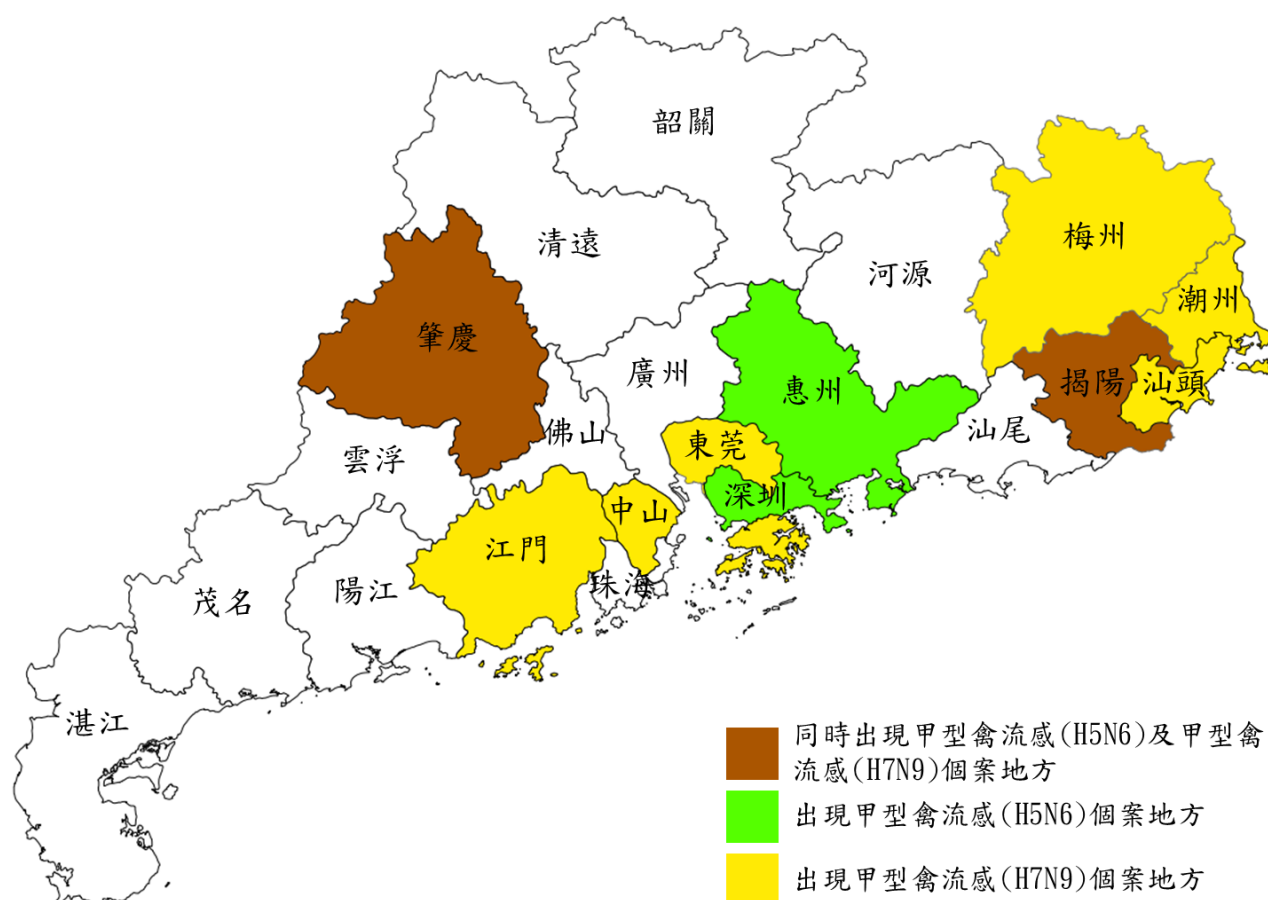 韶關
清遠
梅州
河源
潮州
肇慶
廣州
揭陽
汕頭
惠州
佛山
汕尾
東莞
雲浮
深圳
中山
江門
珠海
陽江
茂名
湛江
同時出現甲型禽流感(H5N6)及甲型禽
流感(H7N9)個案地方
出現甲型禽流感(H5N6)個案地方
出現甲型禽流感(H7N9)個案地方